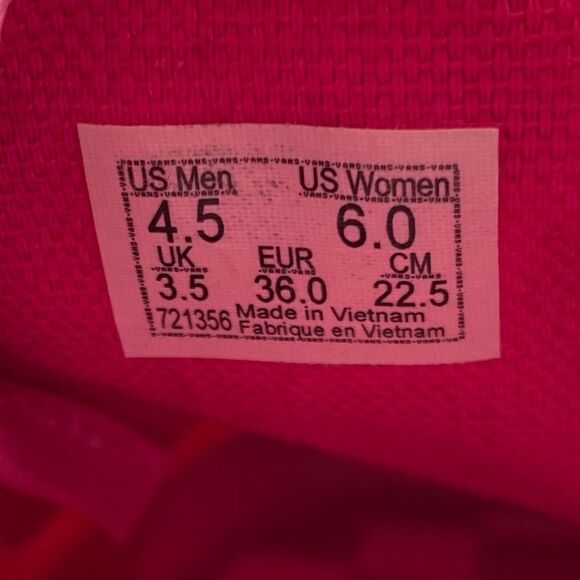 US Men US Women
4.5 6.0
UK EUR CM
3.5 36.0 22.5
721356 Made in Vietnam
Fabrique en Vietnam